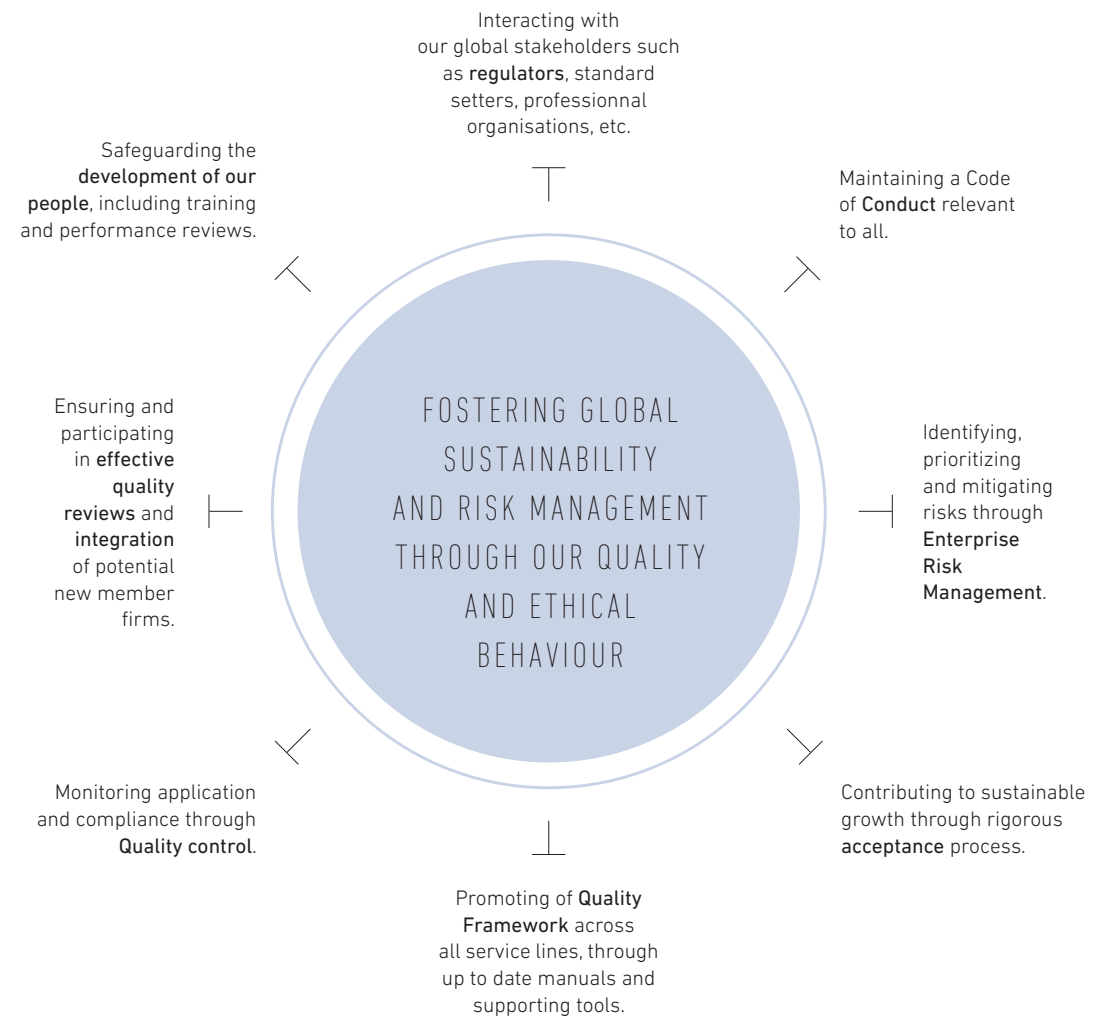 Interacting with
our global stakeholders such
as regulators, standard
setters, professionnal
organisations, etc.
Safeguarding the
development of our
people, including training
and performance reviews.
Maintaining a Code
of Conduct relevant
to all.
Ensuring and
participating
in effective
quality
reviews and
integration
of potential
new member
firms.
FOSTERING GLOBAL
SUSTAINABILITY
AND RISK MANAGEMENT
THROUGH OUR QUALITY
AND ETHICAL
BEHAVIOUR
Identifying,
prioritizing
and mitigating
risks through
Enterprise
Risk
Management.
Monitoring application
and compliance through
Quality control.
Contributing to sustainable
growth through rigorous
acceptance process.
Promoting of Quality
Framework across
all service lines, through
up to date manuals and
supporting tools.